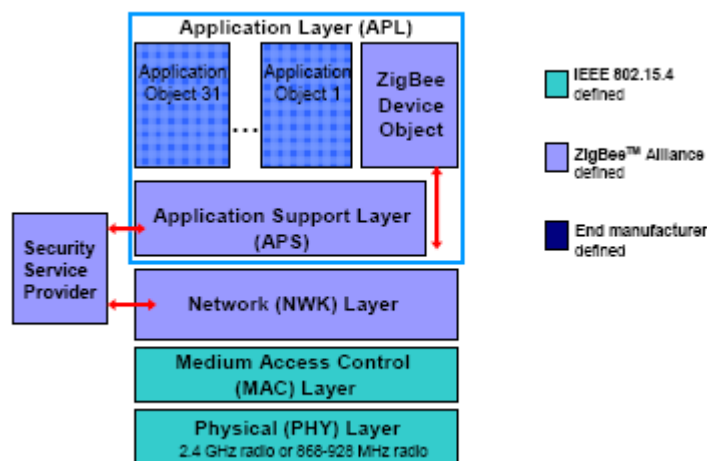 Application Layer (APL)
Application
Object 31
...
Application
Object 1
ZigBee
Device
Object
Application Support Layer
(APS)
Security
Service
Provider
Network (NWK) Layer
Medium Access Control
(MAC) Layer
Physical (PHY) Layer
2.4 GHz radio or 868-928 MHz radio
IEEE 802.15.4
defined
ZigBee™ Alliance
defined
End manufacturer
defined